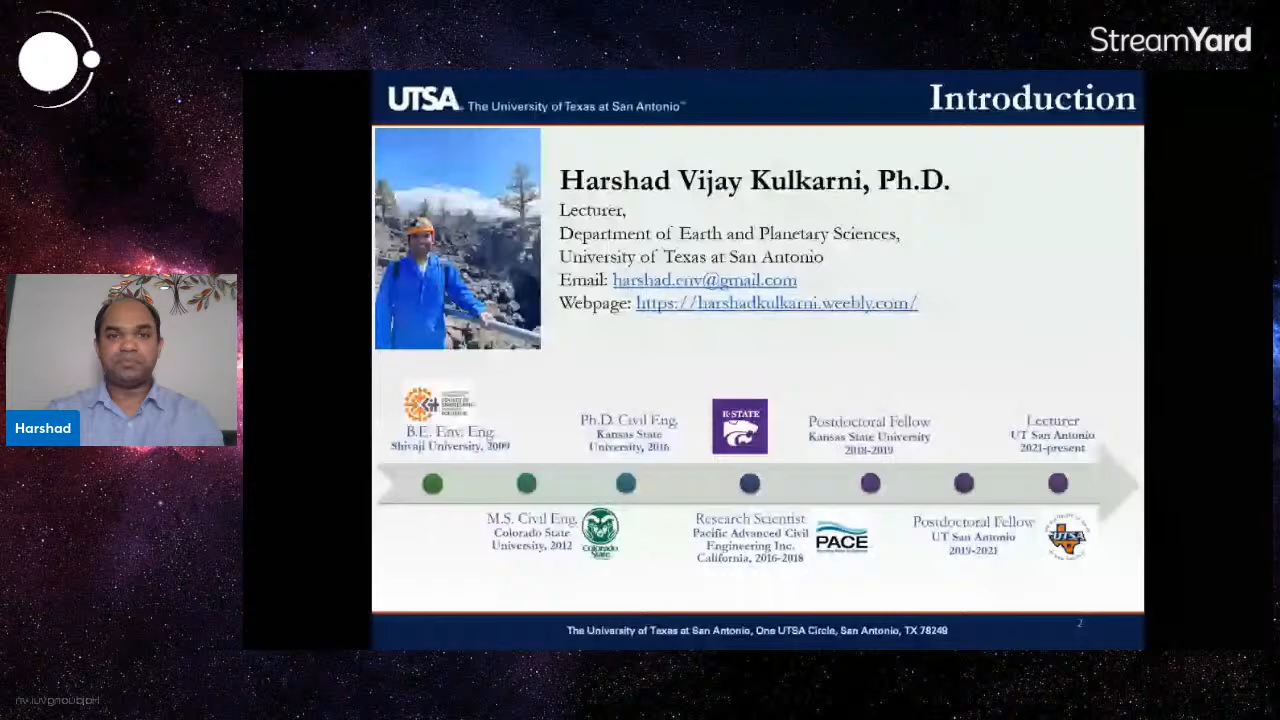 StreamYard
UTSA. The University of Texas at San Antonio™
Introduction
Harshad Vijay Kulkarni, Ph.D.
Lecturer,
Department of Earth and Planetary Sciences,
University of Texas at San Antonio
Email: harshad.env@gmail.com
Webpage: https://harshadkulkarni.weebly.com/
Harshad
B.E. Env. Eng.
Shivaji University, 2009
Ph.D. Civil Eng.
Kansas State
University, 2016
K-STATE
Postdoctoral Fellow
Kansas State University
2018-2019
Lecturer
UT San Antonio
2021-present
M.S. Civil Eng.
Colorado State
University, 2012
Colorado State
Research Scientist
Pacific Advanced Civil
Engineering Inc.
California, 2016-2018
PACE
Postdoctoral Fellow
UT San Antonio
2019-2021
UTSA
The University of Texas at San Antonio, One UTSA Circle, San Antonio, TX 78249
2